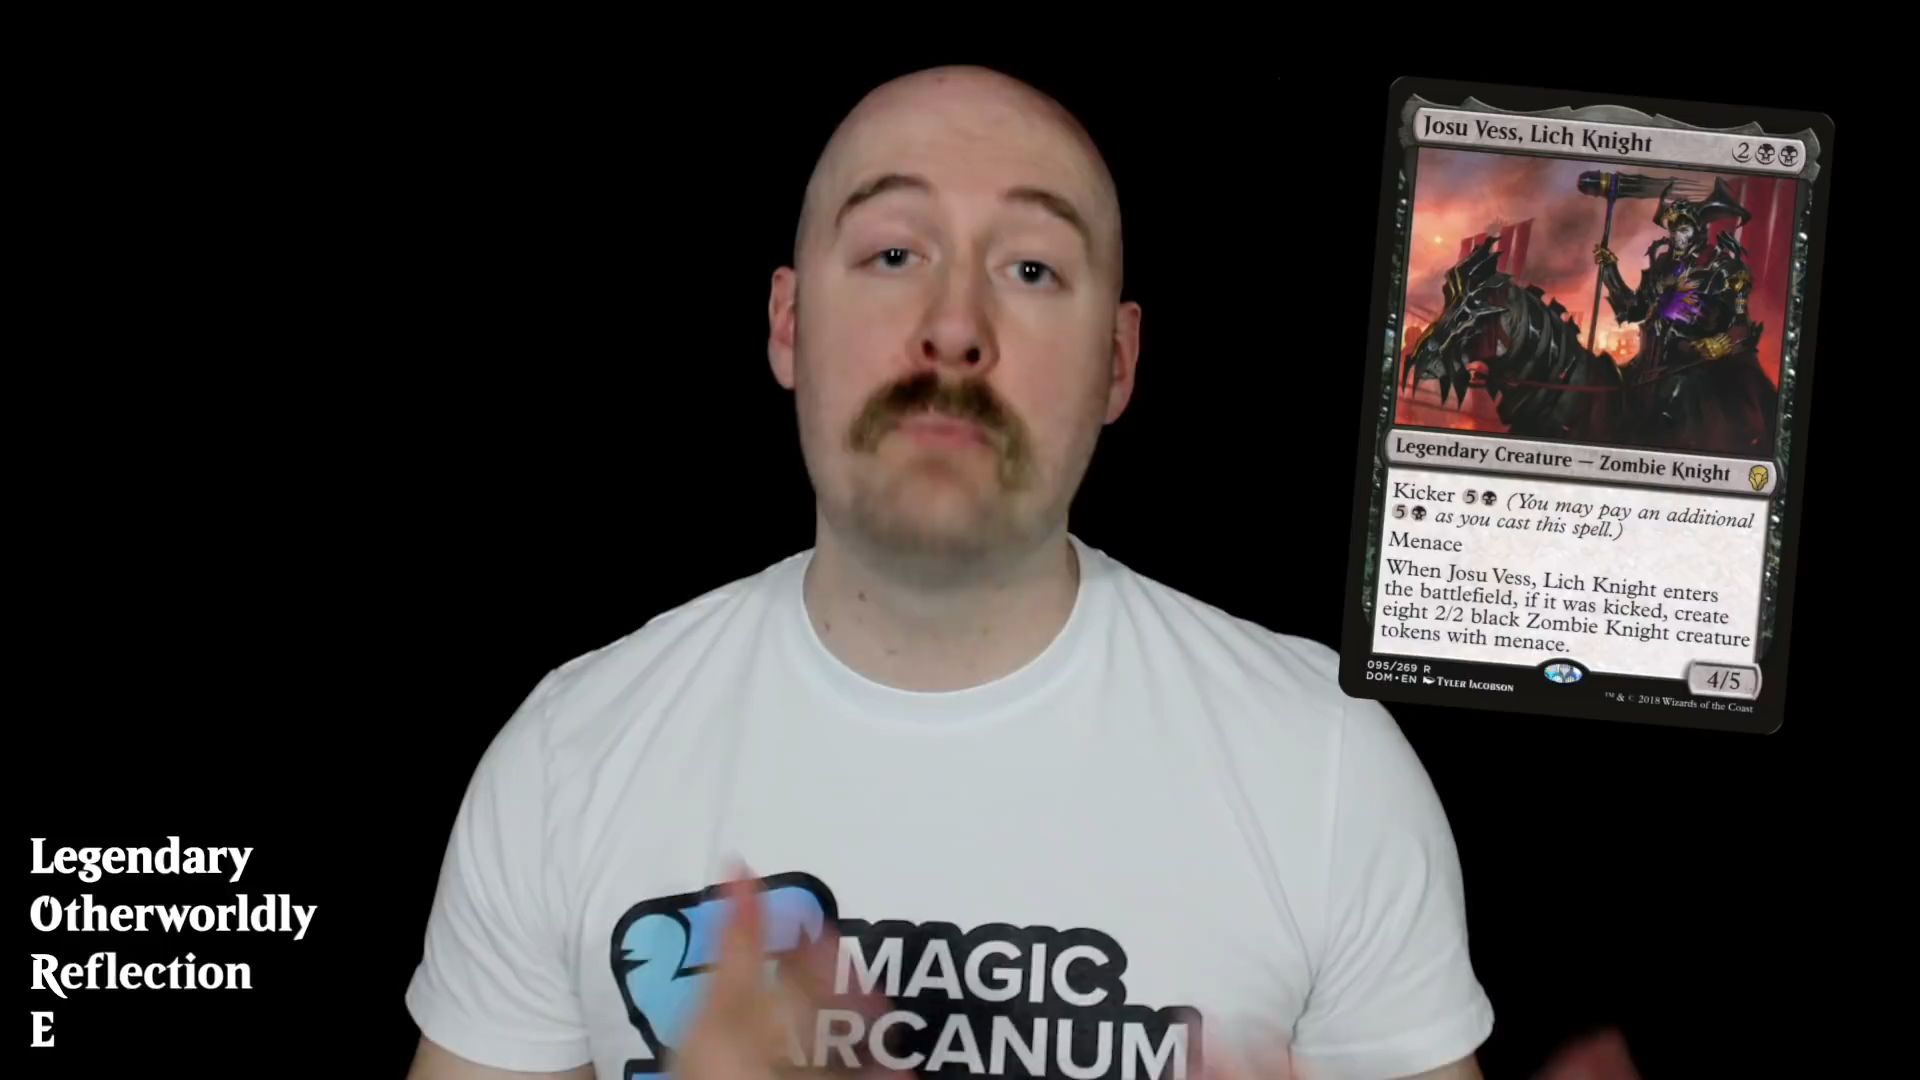 Josu Vess, Lich Knight 2
Legendary Creature — Zombie Knight
Kicker 5 (You may pay an additional
5 as you cast this spell.)
Menace
When Josu Vess, Lich Knight enters
the battlefield, if it was kicked, create
eight 2/2 black Zombie Knight creature
tokens with menace.
095/269 R
DOM • EN Tyler Jacobson
4/5
™ & © 2018 Wizards of the Coast
Legendary
Otherworldly
Reflection
E
MAGIC
ARCANUM